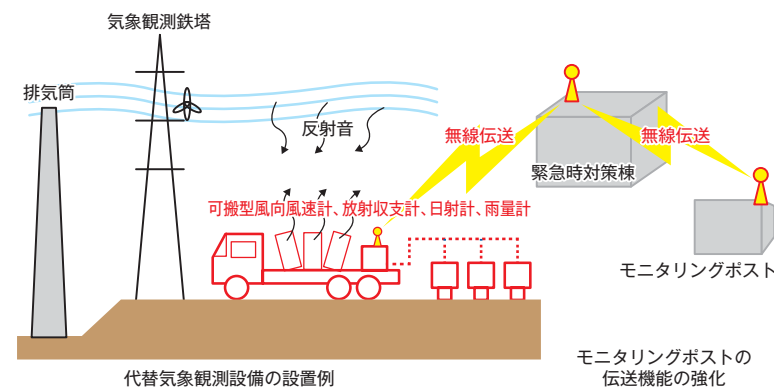 気象観測鉄塔
排気筒
反射音
無線伝送
無線伝送
緊急時対策棟
可搬型風向風速計、放射収支計、日射計、雨量計
モニタリングポスト
代替気象観測設備の設置例
モニタリングポストの
伝送機能の強化